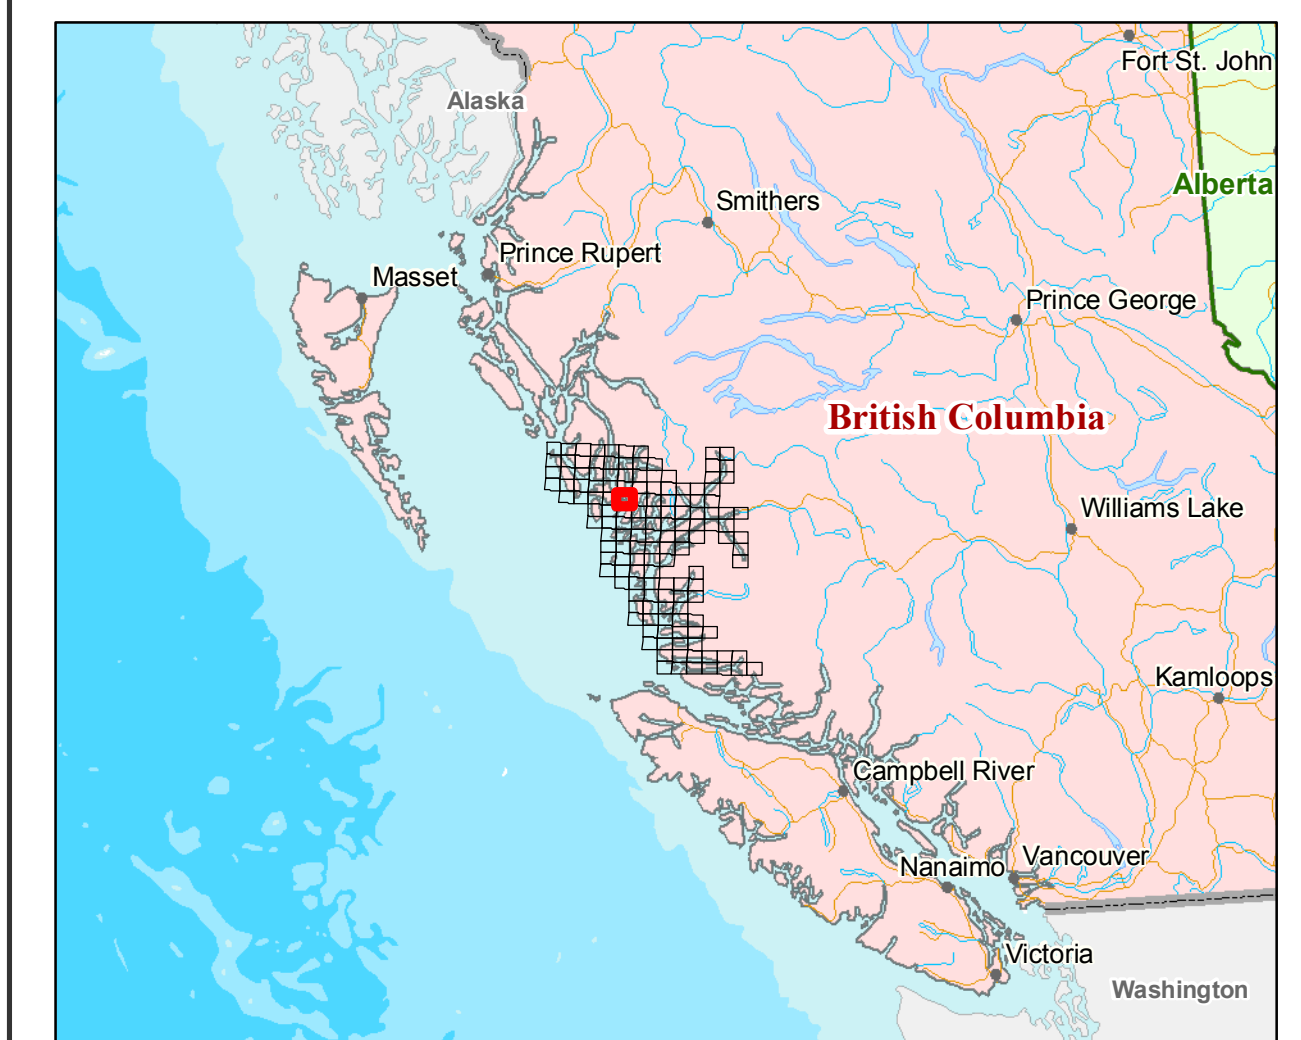 Fort St. John
Alaska
Alberta
Smithers
Prince Rupert
Masset
Prince George
British Columbia
Williams Lake
Kamloops
Campbell River
Vancouver
Nanaimo
Victoria
Washington